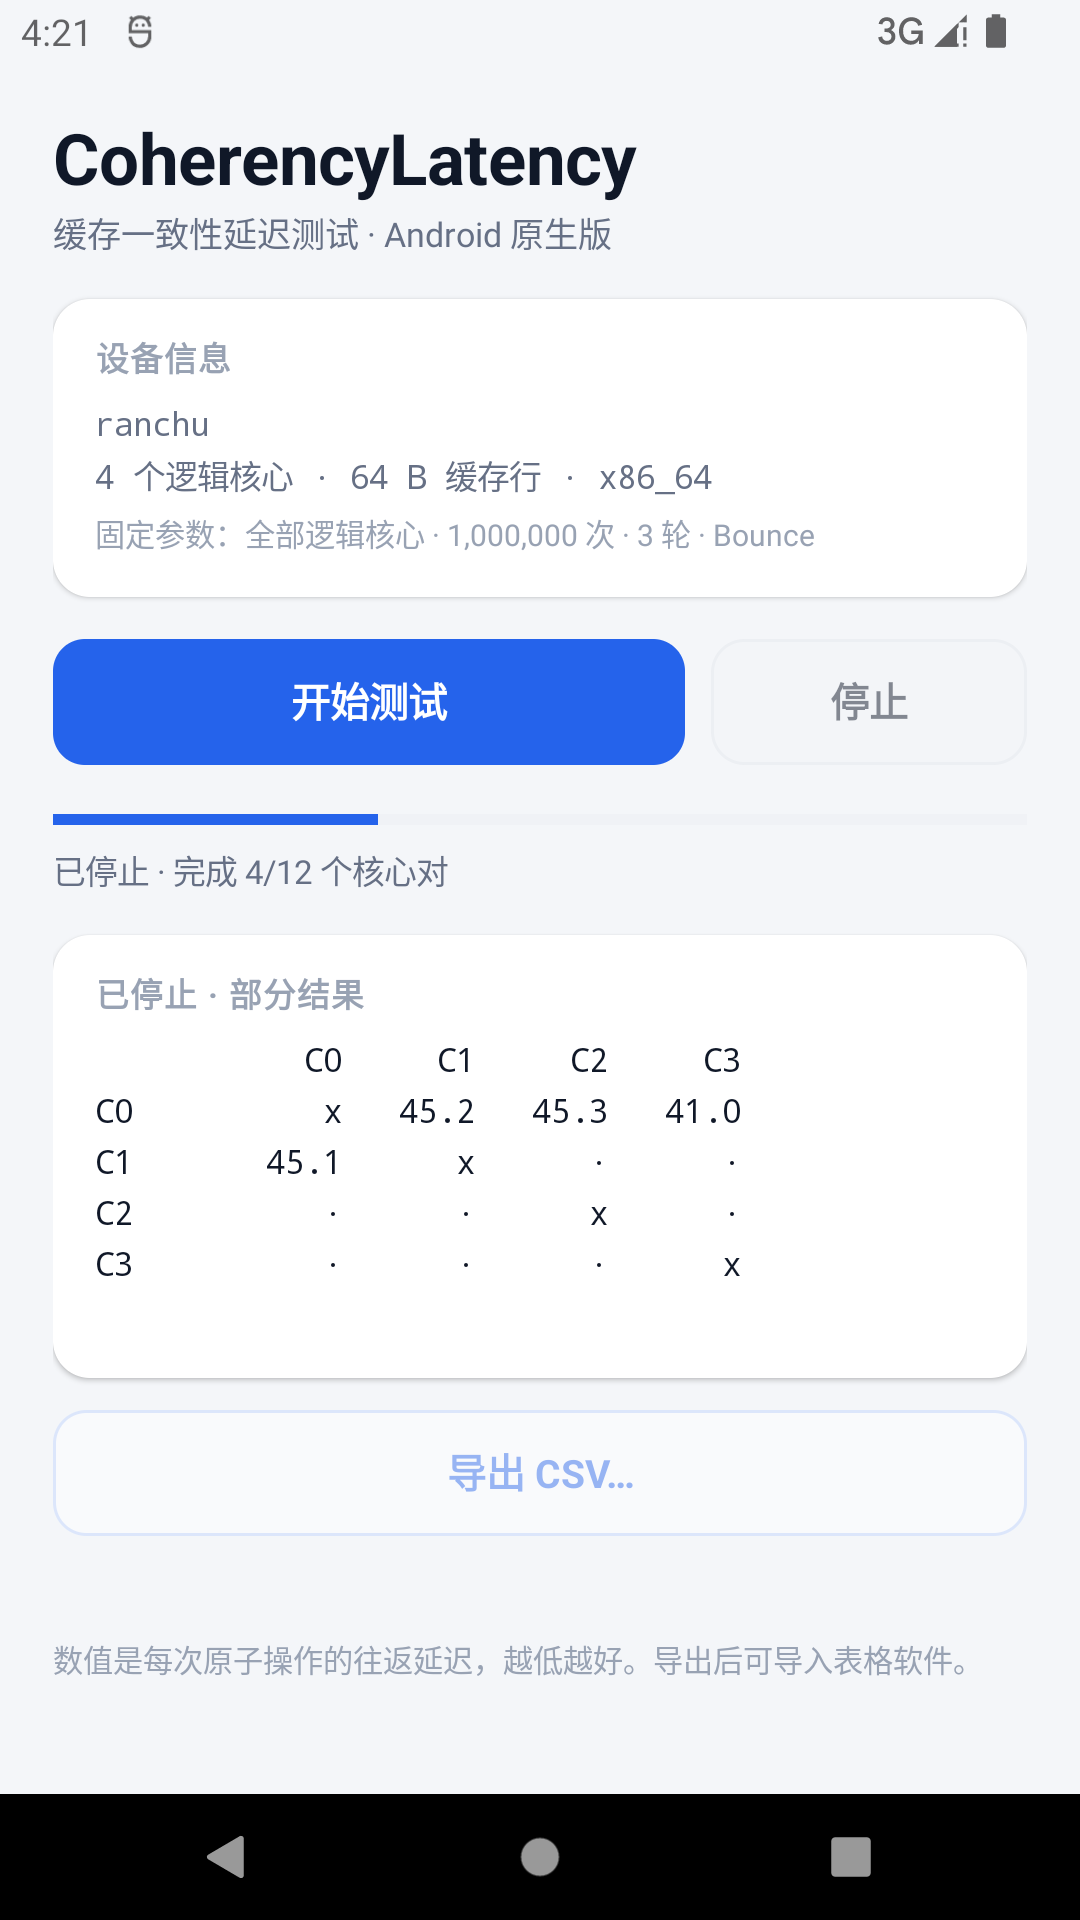 4:21
3G
CoherencyLatency
缓存一致性延迟测试 · Android 原生版
设备信息
ranchu
4 个逻辑核心 · 64 B 缓存行 · x86_64
固定参数：全部逻辑核心 · 1,000,000 次 · 3 轮 · Bounce
开始测试
停止
已停止 · 完成 4/12 个核心对
已停止 · 部分结果
C0 C1 C2 C3
C0 x 45.2 45.3 41.0
C1 45.1 x · ·
C2 · · x ·
C3 · · · x
导出 CSV…
数值是每次原子操作的往返延迟，越低越好。导出后可导入表格软件。